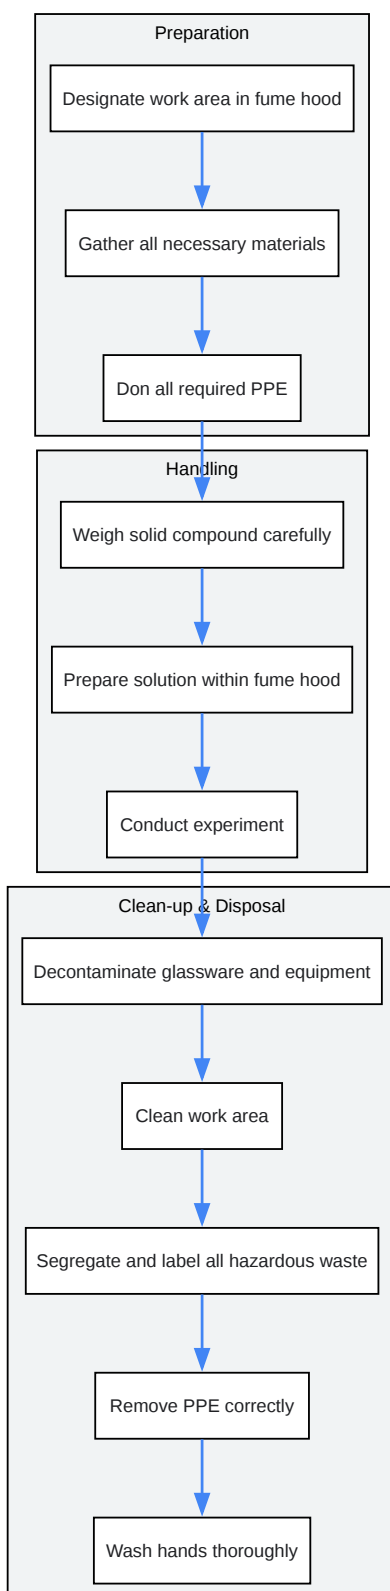 Preparation
Designate work area in fume hood
Gather all necessary materials
Don all required PPE
Handling
Weigh solid compound carefully
Prepare solution within fume hood
Conduct experiment
Clean-up & Disposal
Decontaminate glassware and equipment
Clean work area
Segregate and label all hazardous waste
Remove PPE correctly
Wash hands thoroughly